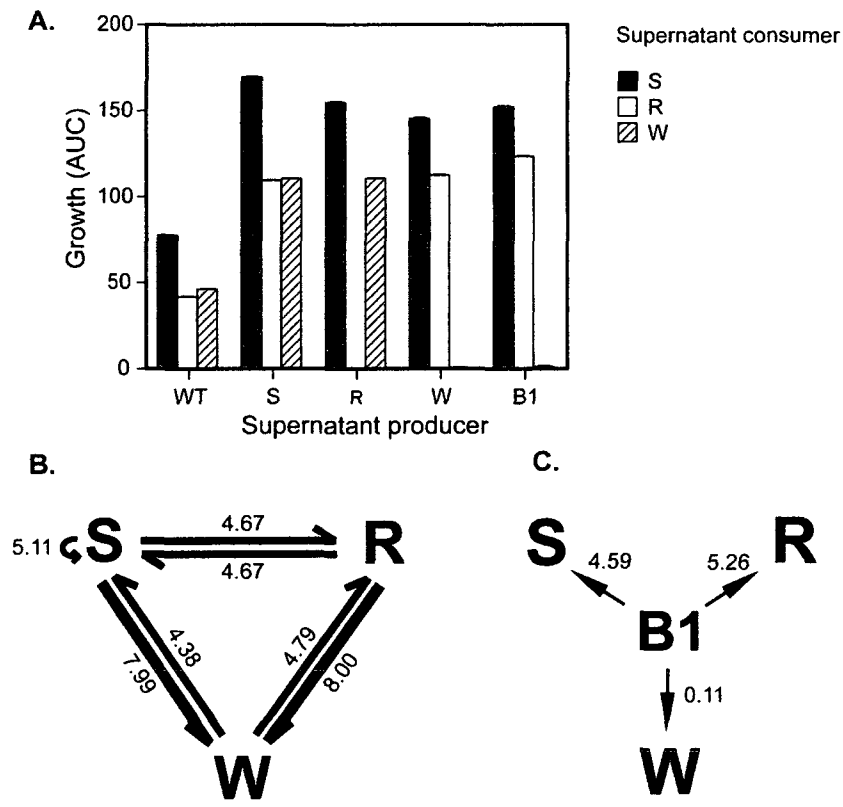 A.
200
150
100
50
0
Growth (AUC)
WT S R W B1
Supernatant producer
Supernatant consumer
S
R
W
B.
S
R
W
5.11
4.67
4.67
4.38
7.99
4.79
8.00
C.
S
R
B1
W
4.59
5.26
0.11